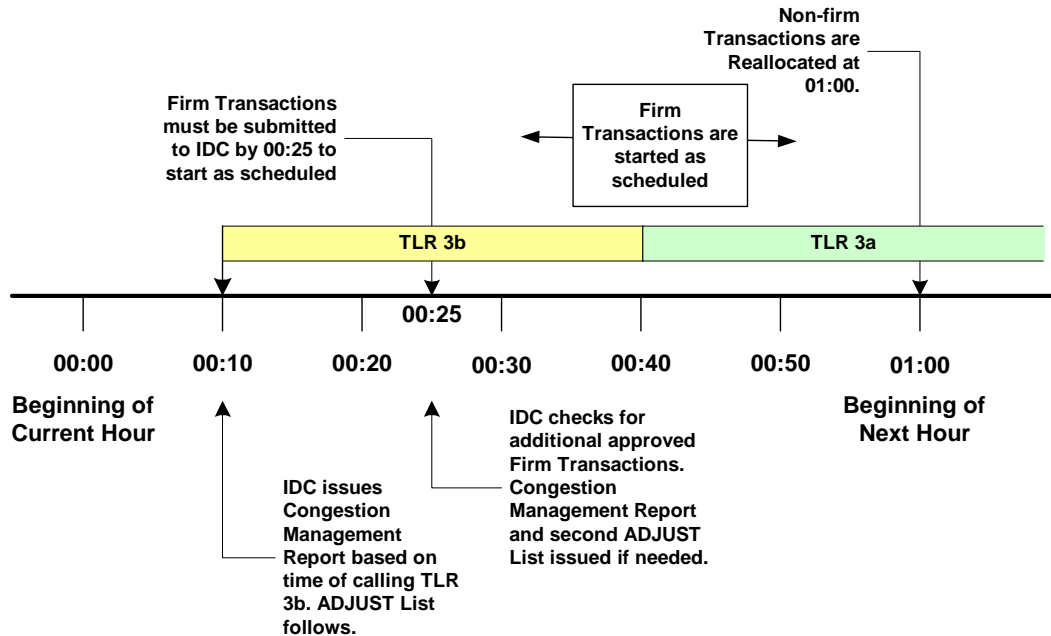 Non-firm
Transactions are
Reallocated at
01:00.
Firm Transactions
must be submitted
to IDC by 00:25 to
start as scheduled
Firm
Transactions are
started as
scheduled
TLR 3b
TLR 3a
00:25
00:00
00:10
00:20
00:30
00:40
00:50
01:00
Beginning of
Current Hour
Beginning of
Next Hour
IDC issues
Congestion
Management
Report based on
time of calling TLR
3b. ADJUST List
follows.
IDC checks for
additional approved
Firm Transactions.
Congestion
Management Report
and second ADJUST
List issued if needed.